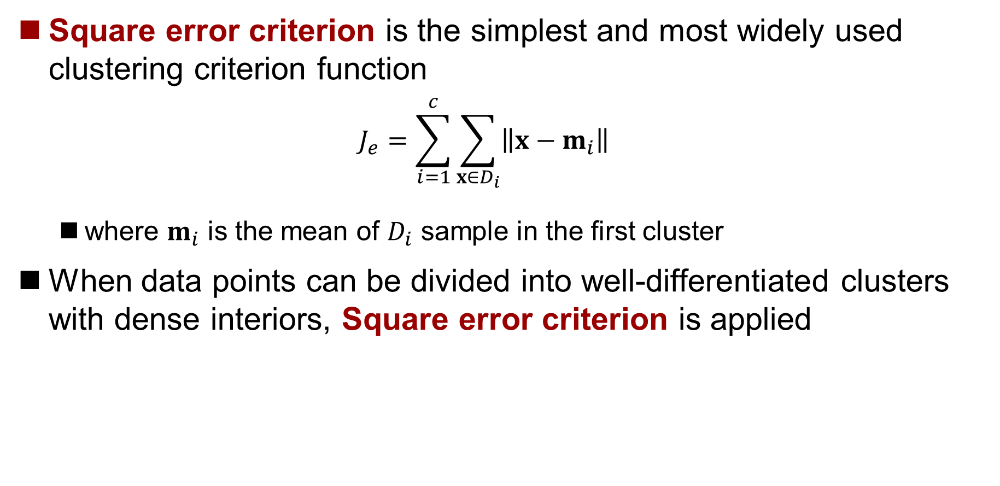 ■ Square error criterion is the simplest and most widely used
clustering criterion function
$J_e = \sum_{i=1}^{c} \sum_{\mathbf{x} \in D_i} \|\mathbf{x} - \mathbf{m}_i\|$
■ where $\mathbf{m}_i$ is the mean of $D_i$ sample in the first cluster
■ When data points can be divided into well-differentiated clusters
with dense interiors, Square error criterion is applied